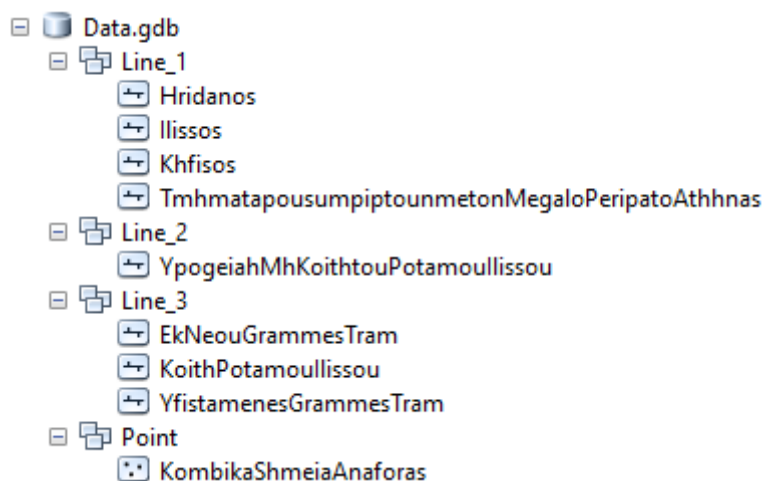 Data.gdb
Line_1
Hridanos
Ilissos
Khfisos
TmhmatapousumpiptounmetonMegaloPeripatoAthhnas
Line_2
YpogeiahMhKoithtouPotamouIlissou
Line_3
EkNeouGrammesTram
KoithPotamouIlissou
YfistamenesGrammesTram
Point
KombikaShmeiaAnaforas